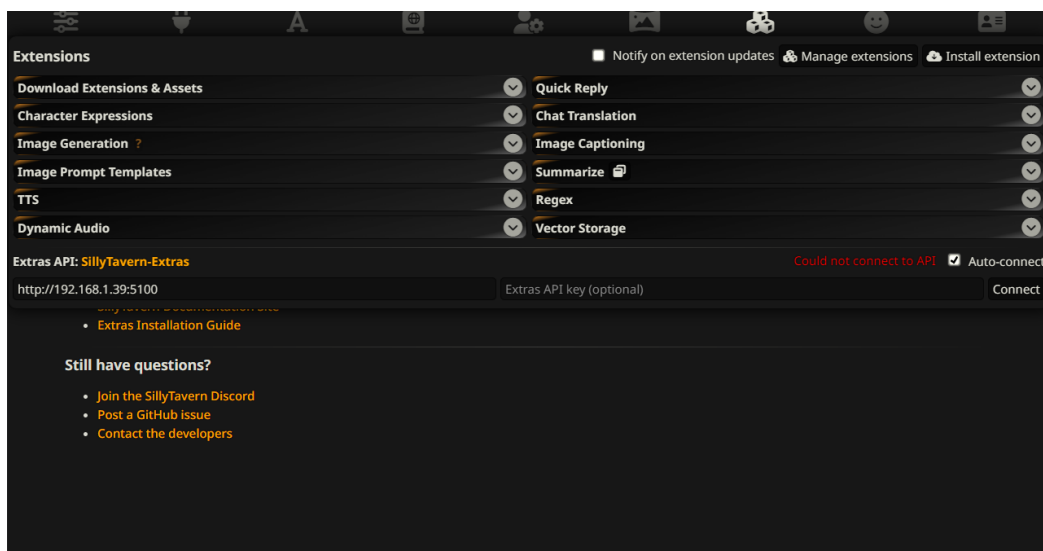 A
Extensions Notify on extension updates Manage extensions Install extension
Download Extensions & Assets Quick Reply
Character Expressions Chat Translation
Image Generation ? Image Captioning
Image Prompt Templates Summarize
TTS Regex
Dynamic Audio Vector Storage
Extras API: SillyTavern-Extras Could not connect to API Auto-connect
http://192.168.1.39:5100 Extras API key (optional) Connect
SillyTavern Documentation Site
• Extras Installation Guide
Still have questions?
• Join the SillyTavern Discord
• Post a GitHub issue
• Contact the developers